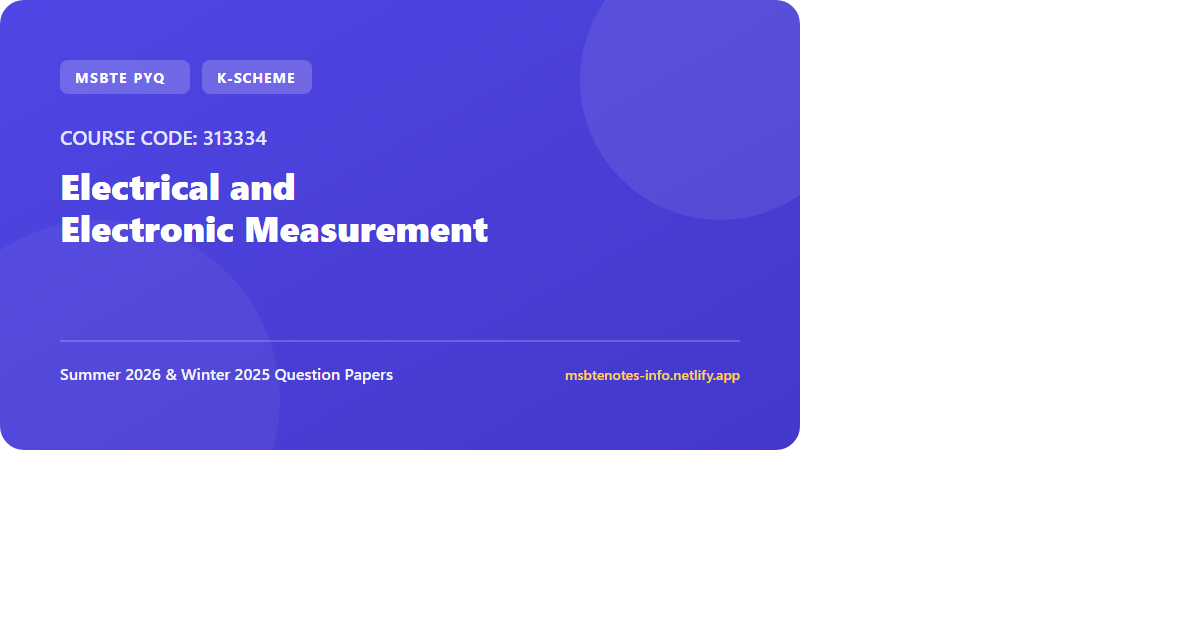 MSBTE PYQ K-SCHEME
COURSE CODE: 313334
Electrical and
Electronic Measurement
Summer 2026 & Winter 2025 Question Papers msbtenotes-info.netlify.app